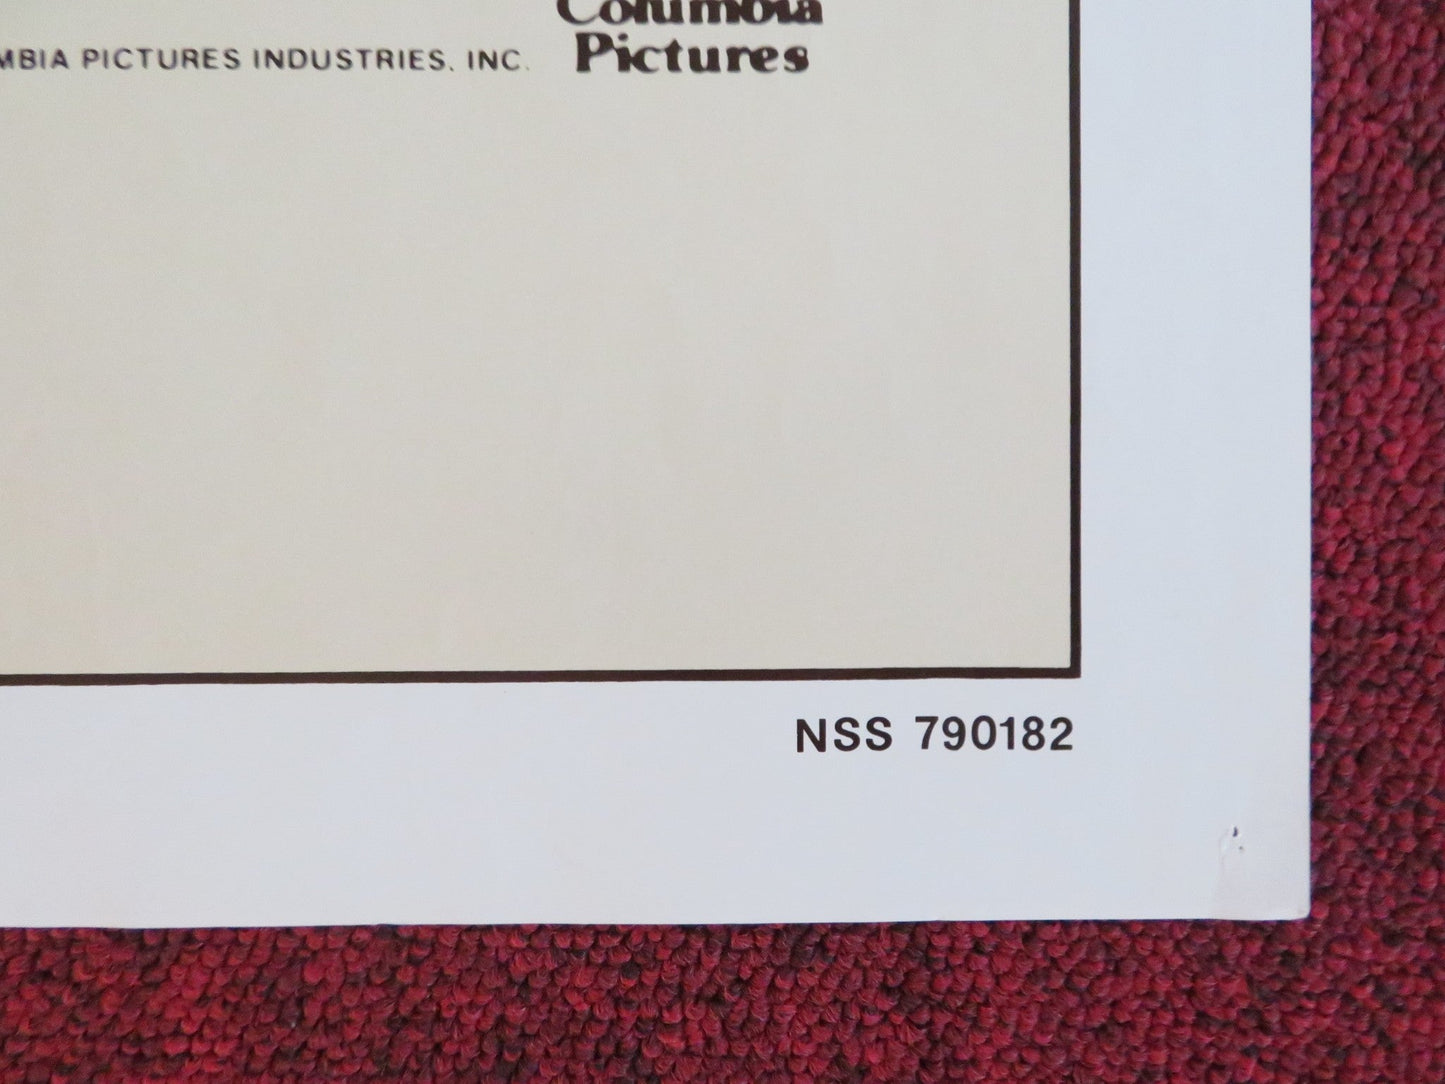 Columbia
MBIA PICTURES INDUSTRIES, INC.
Pictures
NSS 790182